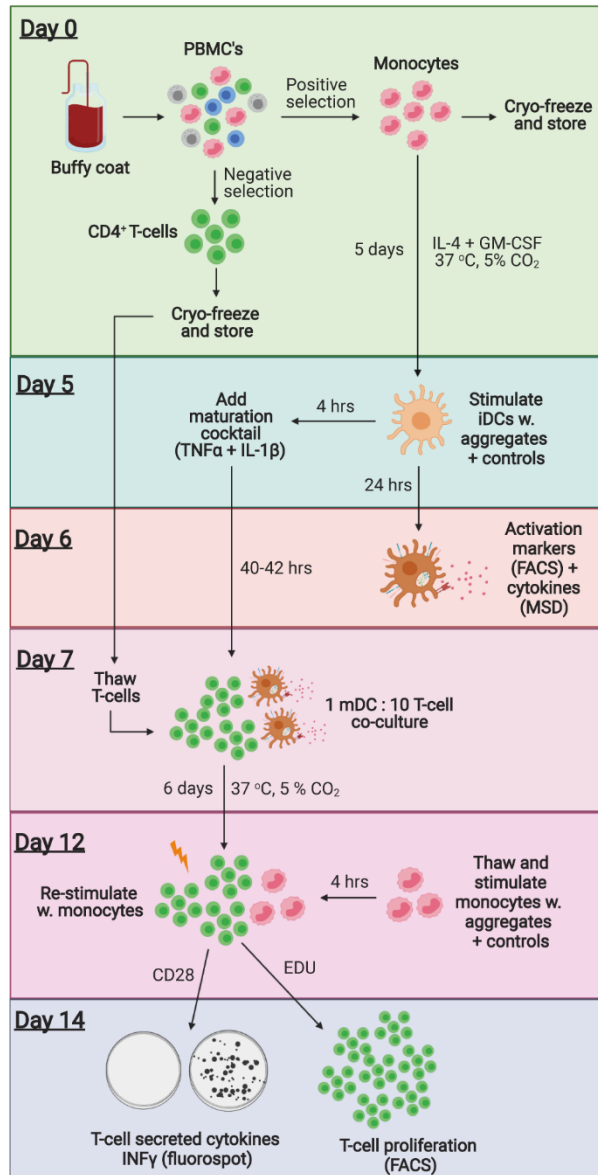 Day 0
PBMC's
Positive
selection
Monocytes
Cryo-freeze
and store
Buffy coat
Negative
selection
CD4⁺ T-cells
Cryo-freeze
and store
5 days
IL-4 + GM-CSF
37 ⁰C, 5% CO₂
Day 5
Add
maturation
cocktail
(TNFα + IL-1β)
4 hrs
Stimulate
iDCs w.
aggregates
+ controls
24 hrs
Day 6
40-42 hrs
Activation
markers
(FACS) +
cytokines
(MSD)
Day 7
Thaw
T-cells
1 mDC : 10 T-cell
co-culture
6 days
37 ⁰C, 5 % CO₂
Day 12
Re-stimulate
w. monocytes
4 hrs
Thaw and
stimulate
monocytes w.
aggregates
+ controls
CD28
EDU
Day 14
T-cell secreted cytokines
INFγ (fluorospot)
T-cell proliferation
(FACS)